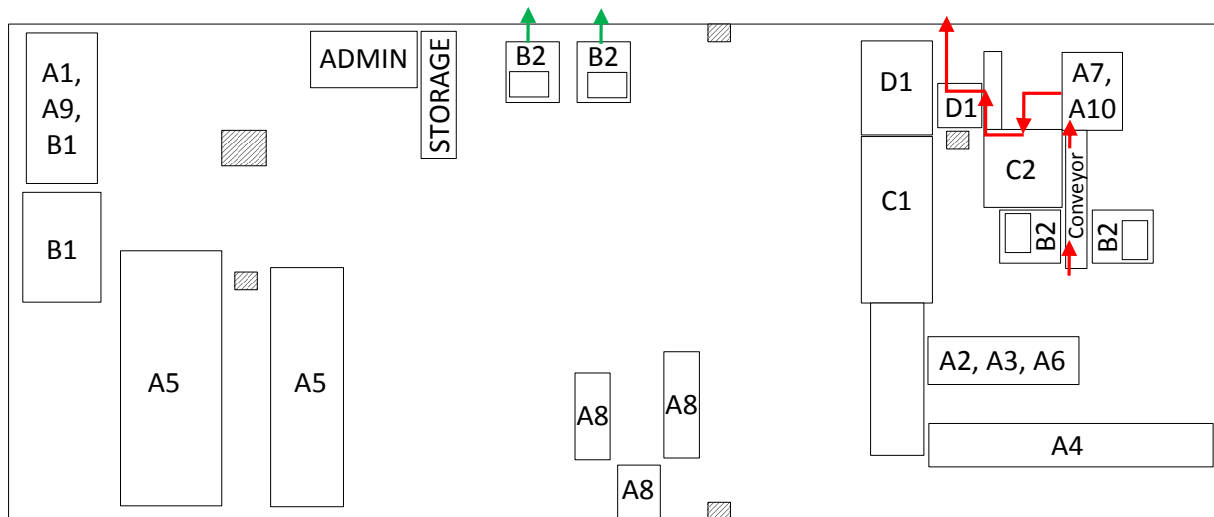 A1,
A9,
B1
ADMIN
STORAGE
B2
B2
D1
D1
A7,
A10
C2
Conveyor
C1
B2
B2
B1
A5
A5
A8
A8
A8
A2, A3, A6
A4